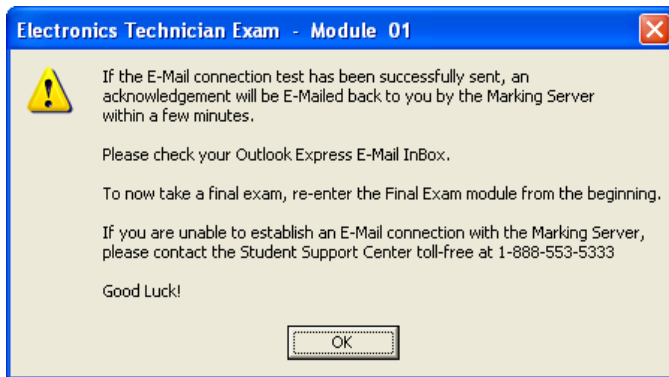 Electronics Technician Exam - Module 01
If the E-Mail connection test has been successfully sent, an
acknowledgement will be E-Mailed back to you by the Marking Server
within a few minutes.
Please check your Outlook Express E-Mail InBox.
To now take a final exam, re-enter the Final Exam module from the beginning.
If you are unable to establish an E-Mail connection with the Marking Server,
please contact the Student Support Center toll-free at 1-888-553-5333
Good Luck!
OK